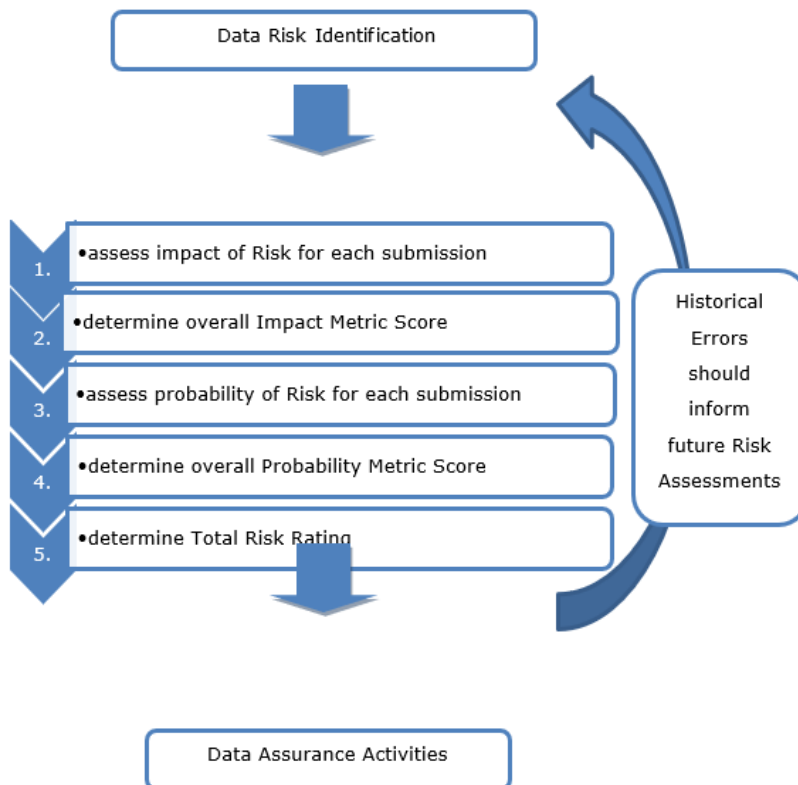 Data Risk Identification
1. •assess impact of Risk for each submission
2. •determine overall Impact Metric Score
3. •assess probability of Risk for each submission
4. •determine overall Probability Metric Score
5. •determine Total Risk Rating
Historical
Errors
should
inform
future Risk
Assessments
Data Assurance Activities